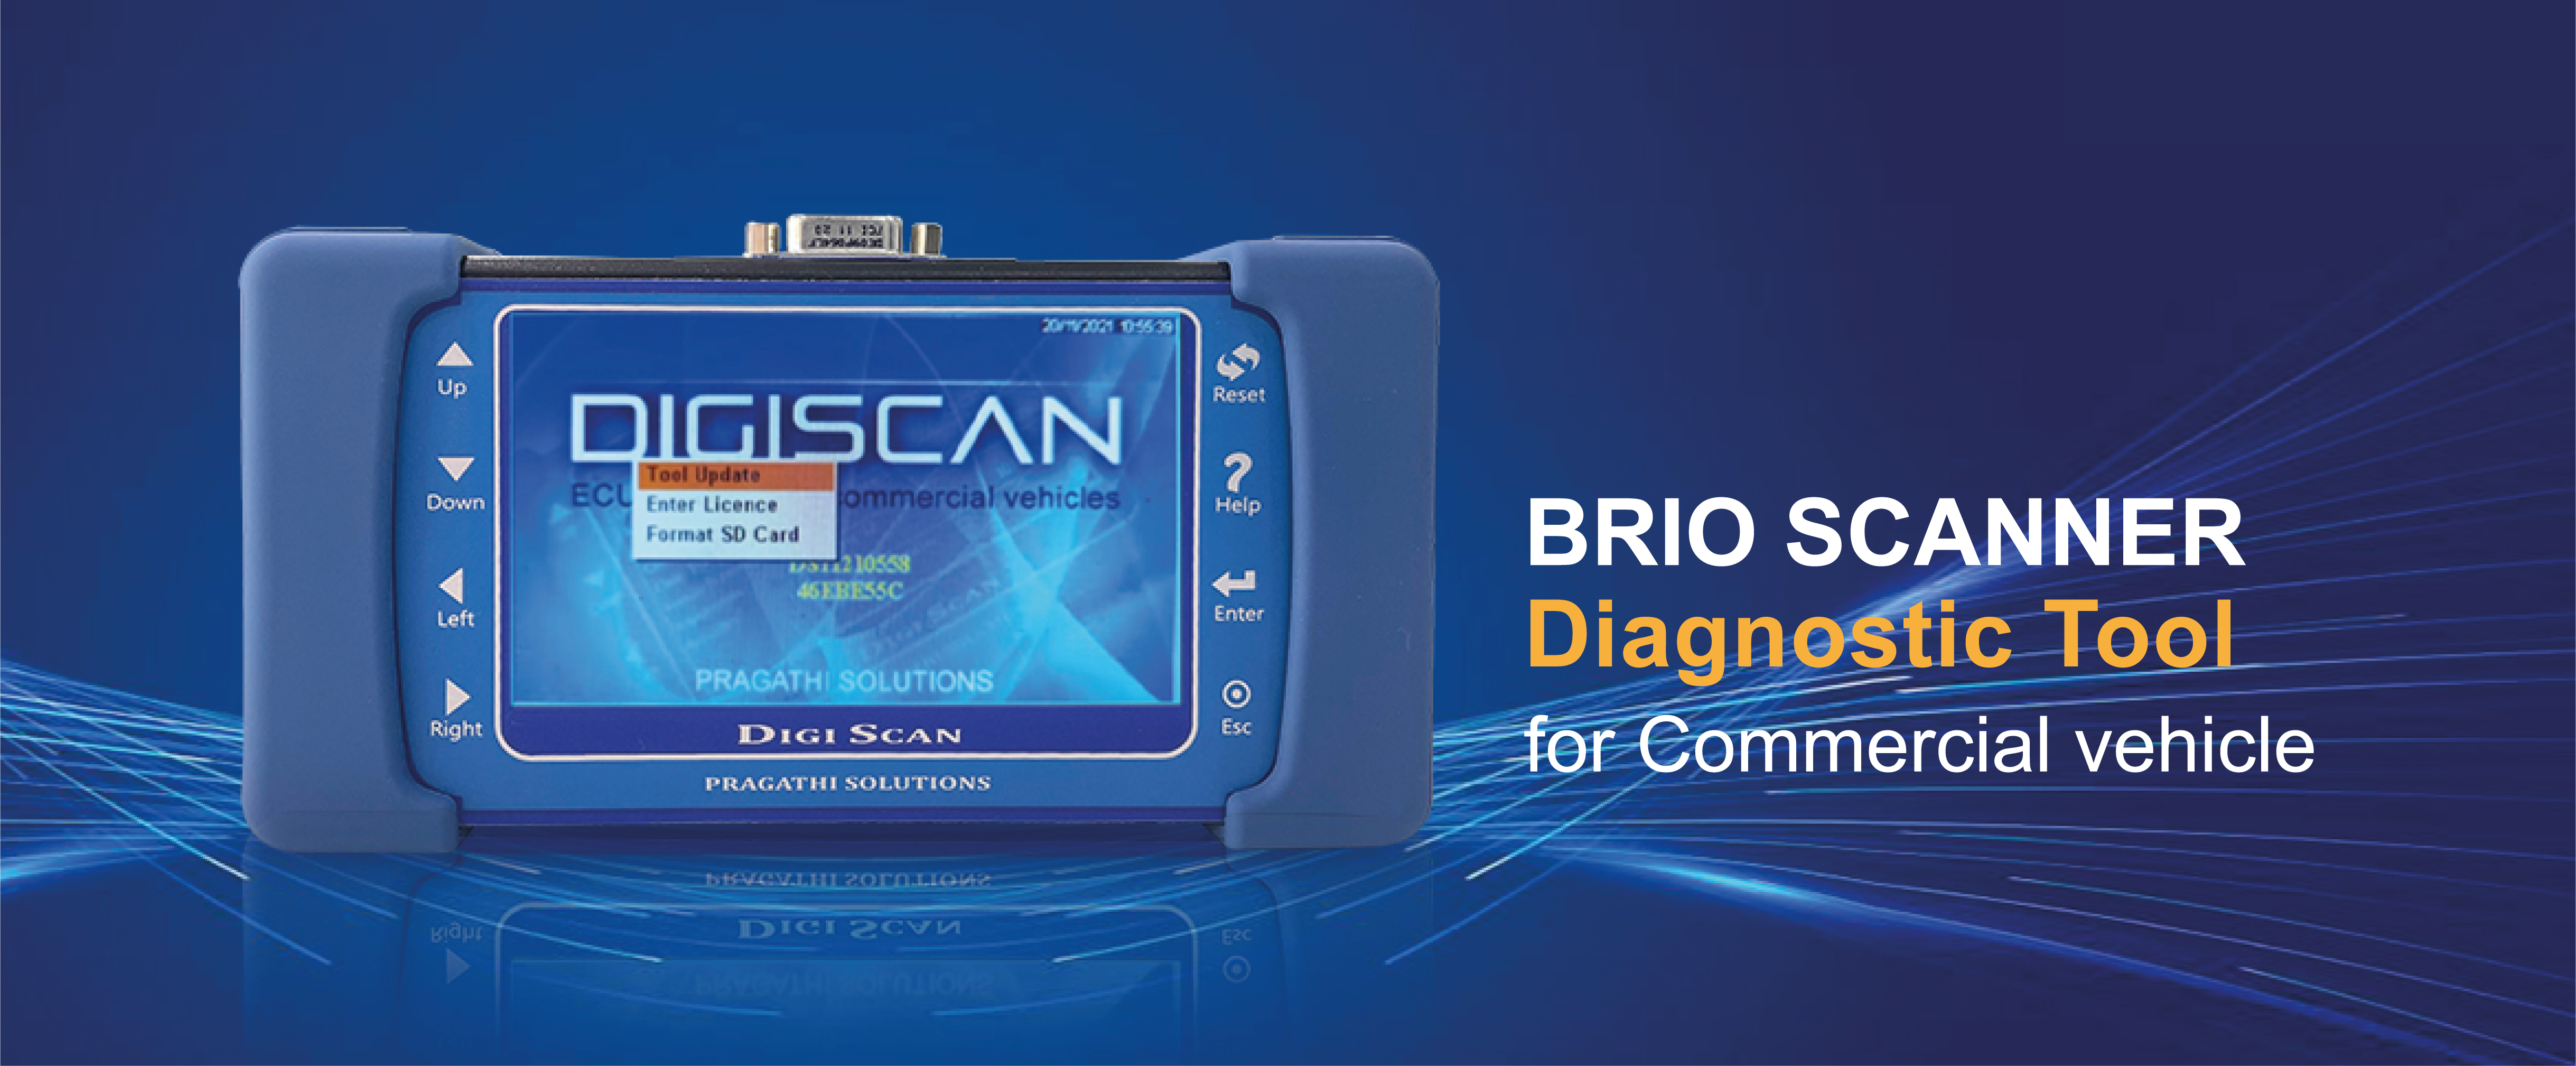 20/11/2021 10:55:39
Up
Down
Left
Right
DIGISCAN
Tool Update
Enter Licence
Format SD Card
ECU
ommercial vehicles
DS11210558
46EBE55C
PRAGATHI SOLUTIONS
DIGI SCAN
PRAGATHI SOLUTIONS
Reset
Help
Enter
Esc
BRIO SCANNER
Diagnostic Tool
for Commercial vehicle